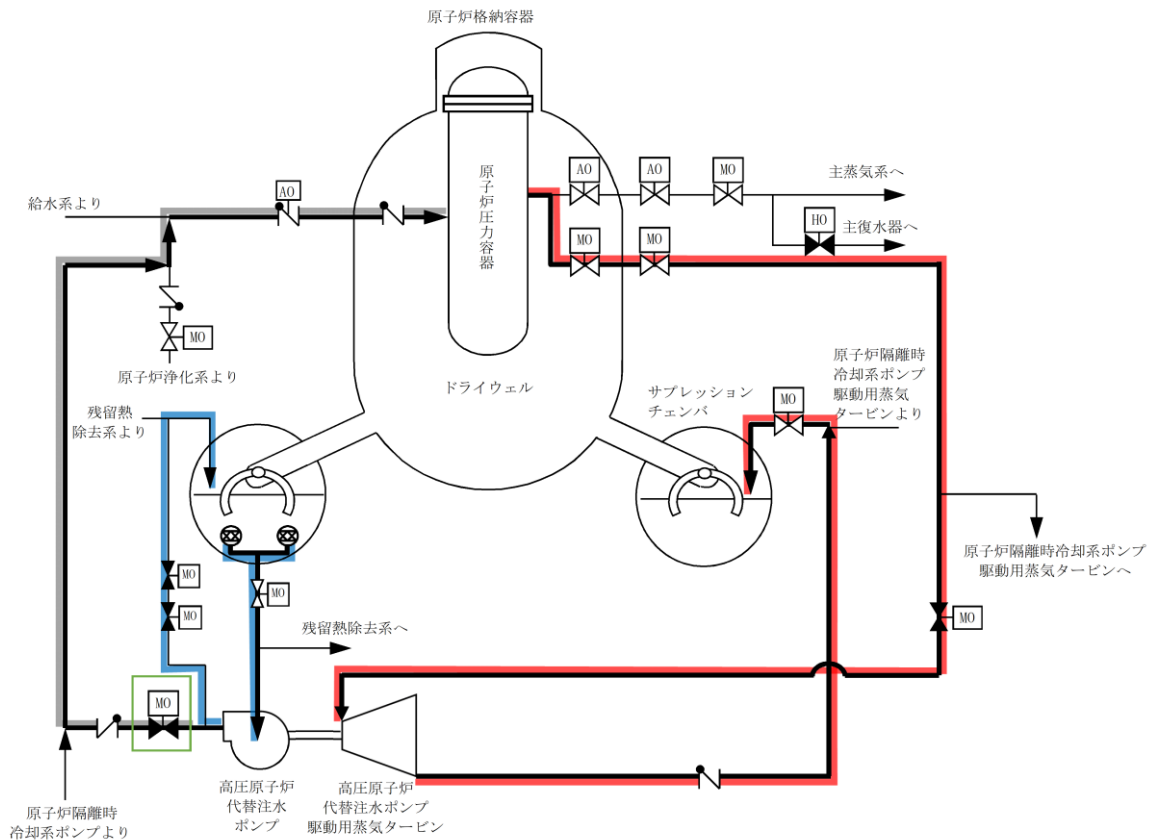 原子炉格納容器
原子炉圧力容器
AO
AO
AO
MO
主蒸気系へ
給水系より
HO
主復水器へ
MO
MO
MO
原子炉浄化系より
ドライウェル
サプレッション
チェンバ
MO
原子炉隔離時
冷却系ポンプ
駆動用蒸気
タービンより
残留熱
除去系より
原子炉隔離時冷却系ポンプ
駆動用蒸気タービンへ
MO
MO
MO
MO
残留熱除去系へ
MO
高圧原子炉
代替注水
ポンプ
高圧原子炉
代替注水ポンプ
駆動用蒸気タービン
原子炉隔離時
冷却系ポンプより